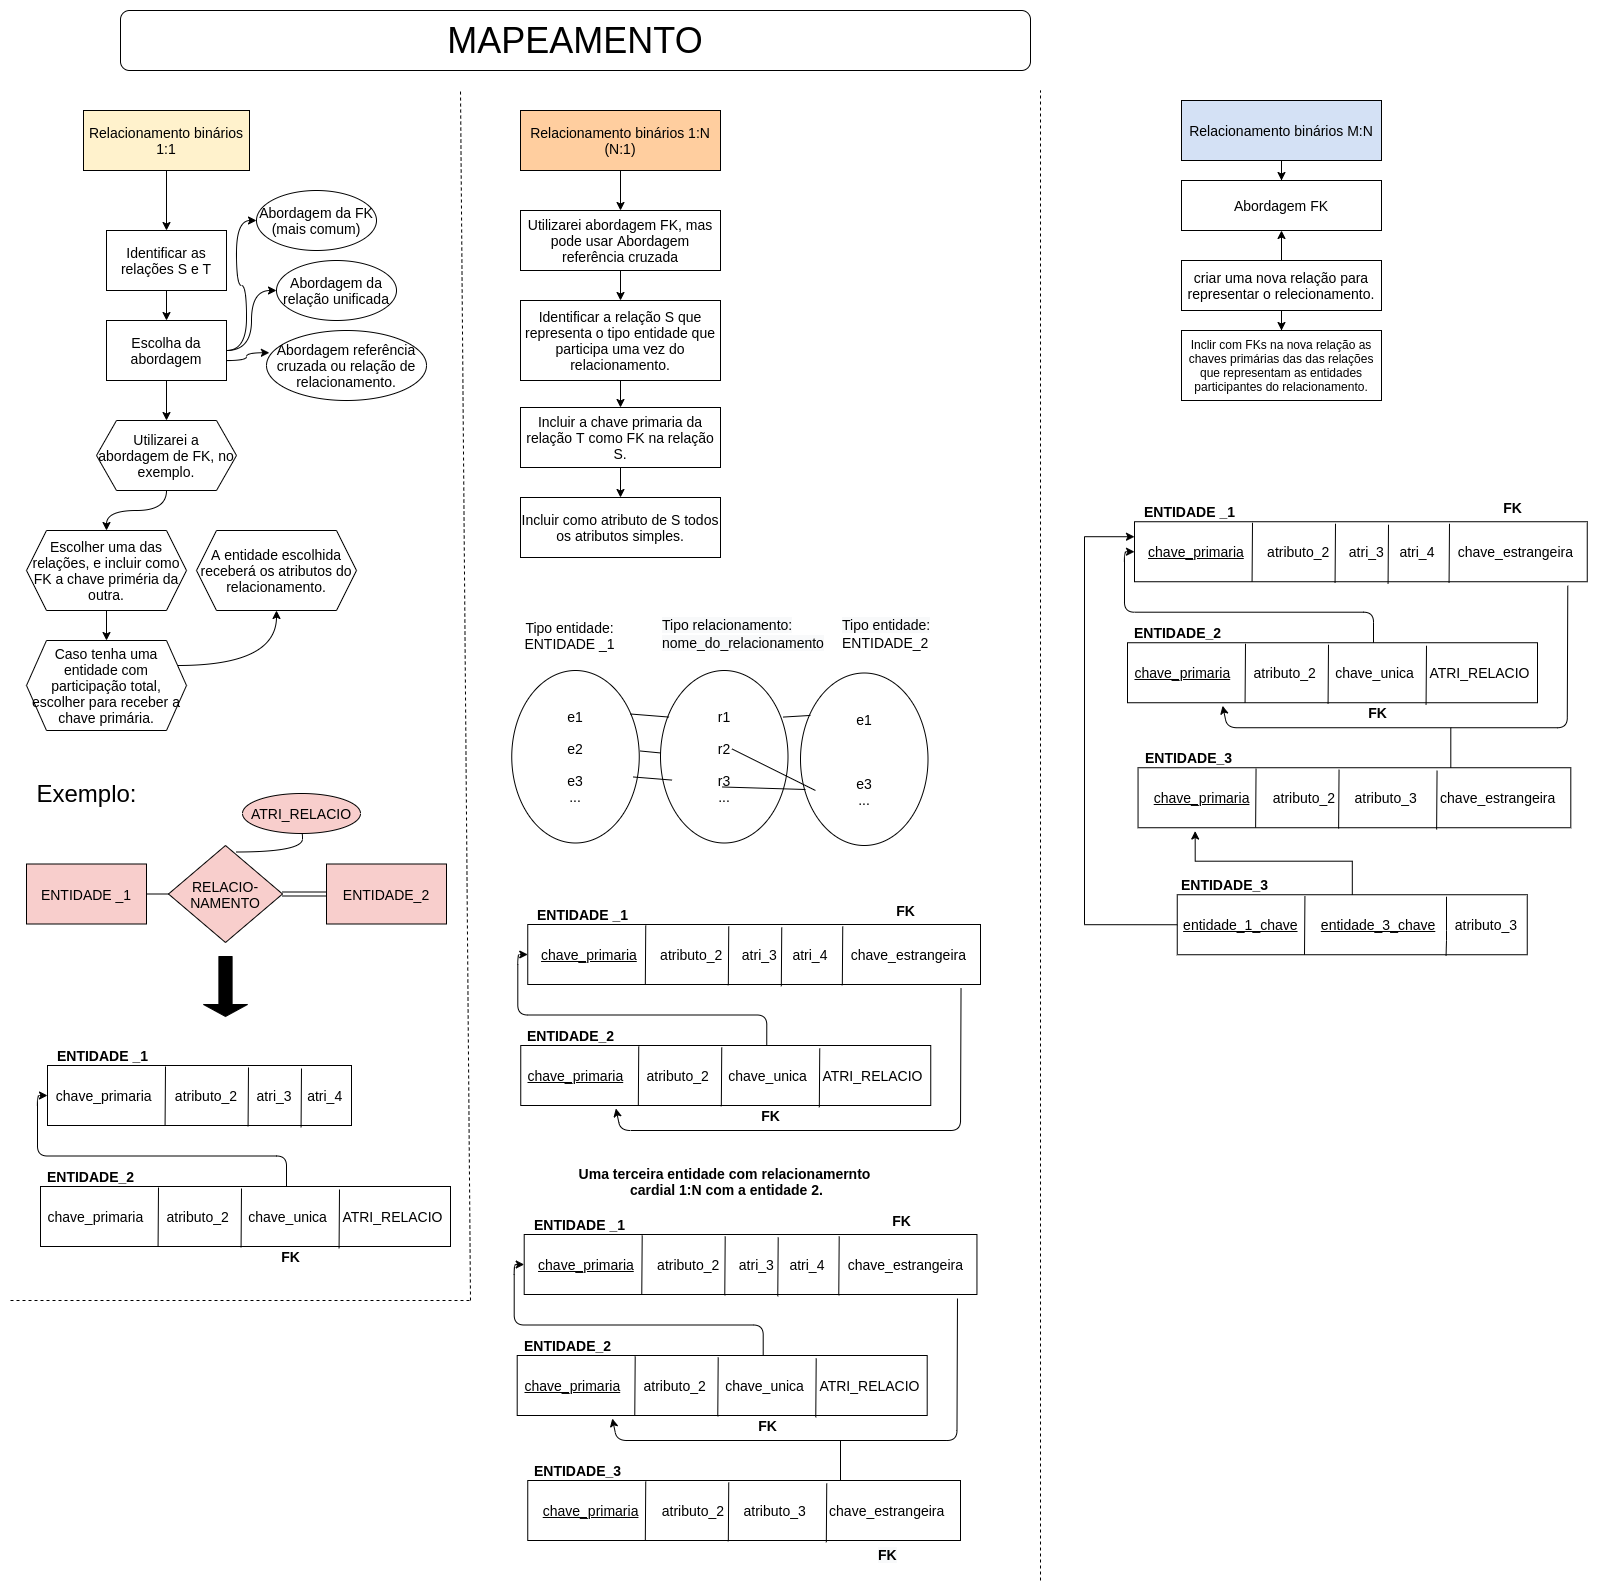 MAPEAMENTO
Relacionamento binários
1:1
Identificar as
relações S e T
Escolha da
abordagem
Abordagem da FK
(mais comum)
Abordagem da
relação unificada
Abordagem referência
cruzada ou relação de
relacionamento.
Utilizarei a
abordagem de FK, no
exemplo.
Escolher uma das
relações, e incluir como
FK a chave priméria da
outra.
A entidade escolhida
receberá os atributos do
relacionamento.
Caso tenha uma
entidade com
participação total,
escolher para receber a
chave primária.
Exemplo:
ATRI_RELACIO
ENTIDADE _1
RELACIO-
NAMENTO
ENTIDADE_2
ENTIDADE _1
chave_primaria atributo_2 atri_3 atri_4
ENTIDADE_2
chave_primaria atributo_2 chave_unica ATRI_RELACIO
FK
Relacionamento binários 1:N
(N:1)
Utilizarei abordagem FK, mas
pode usar Abordagem
referência cruzada
Identificar a relação S que
representa o tipo entidade que
participa uma vez do
relacionamento.
Incluir a chave primaria da
relação T como FK na relação
S.
Incluir como atributo de S todos
os atributos simples.
Tipo entidade:
ENTIDADE _1
Tipo relacionamento:
nome_do_relacionamento
Tipo entidade:
ENTIDADE_2
e1
e2
e3
...
r1
r2
r3
...
e1
e3
...
ENTIDADE _1 FK
chave_primaria atributo_2 atri_3 atri_4 chave_estrangeira
ENTIDADE_2
chave_primaria atributo_2 chave_unica ATRI_RELACIO
FK
Uma terceira entidade com relacionamernto
cardial 1:N com a entidade 2.
ENTIDADE _1 FK
chave_primaria atributo_2 atri_3 atri_4 chave_estrangeira
ENTIDADE_2
chave_primaria atributo_2 chave_unica ATRI_RELACIO
FK
ENTIDADE_3
chave_primaria atributo_2 atributo_3 chave_estrangeira
FK
Relacionamento binários M:N
Abordagem FK
criar uma nova relação para
representar o relecionamento.
Inclir com FKs na nova relação as
chaves primárias das das relações
que representam as entidades
participantes do relacionamento.
ENTIDADE _1 FK
chave_primaria atributo_2 atri_3 atri_4 chave_estrangeira
ENTIDADE_2
chave_primaria atributo_2 chave_unica ATRI_RELACIO
FK
ENTIDADE_3
chave_primaria atributo_2 atributo_3 chave_estrangeira
ENTIDADE_3
entidade_1_chave entidade_3_chave atributo_3